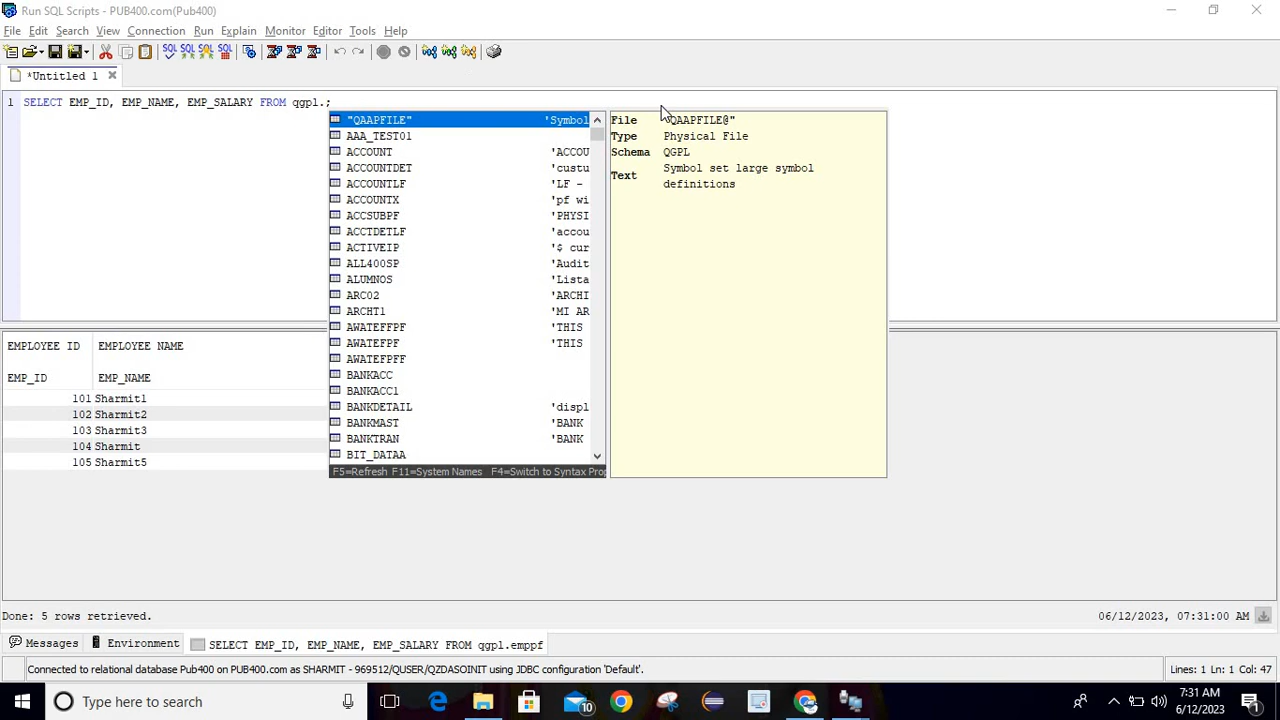 Run SQL Scripts - PUB400.com(Pub400)
File Edit Search View Connection Run Explain Monitor Editor Tools Help
SQL SQL SQL SQL
*Untitled 1
1 SELECT EMP_ID, EMP_NAME, EMP_SALARY FROM qgpl.;
"QAAPFILE" 'Symbol
AAA_TEST01
ACCOUNT 'ACCOU
ACCOUNTDET 'custu
ACCOUNTLF 'LF -
ACCOUNTX 'pf wi
ACCSUBPF 'PHYSI
ACCTDETLF 'accou
ACTIVEIP '$ cur
ALL400SP 'Audit
ALUMNOS 'Lista
ARC02 'ARCHI
ARCHT1 'MI AR
AWATEFFPF 'THIS
AWATEFPF 'THIS
AWATEFPFF
BANKACC
BANKACC1
BANKDETAIL 'displ
BANKMAST 'BANK
BANKTRAN 'BANK
BIT_DATAA
F5=Refresh F11=System Names F4=Switch to Syntax Pro
File QAAPFILE@"
Type Physical File
Schema QGPL
Text Symbol set large symbol
definitions
EMPLOYEE ID EMPLOYEE NAME
EMP_ID EMP_NAME
101 Sharmit1
102 Sharmit2
103 Sharmit3
104 Sharmit
105 Sharmit5
Done: 5 rows retrieved. 06/12/2023, 07:31:00 AM
Messages Environment SELECT EMP_ID, EMP_NAME, EMP_SALARY FROM qgpl.emppf
Connected to relational database Pub400 on PUB400.com as SHARMIT - 969512/QUSER/QZDASOINIT using JDBC configuration 'Default'. Lines: 1 Ln: 1 Col: 47
Type here to search
10
7:31 AM
6/12/2023
1